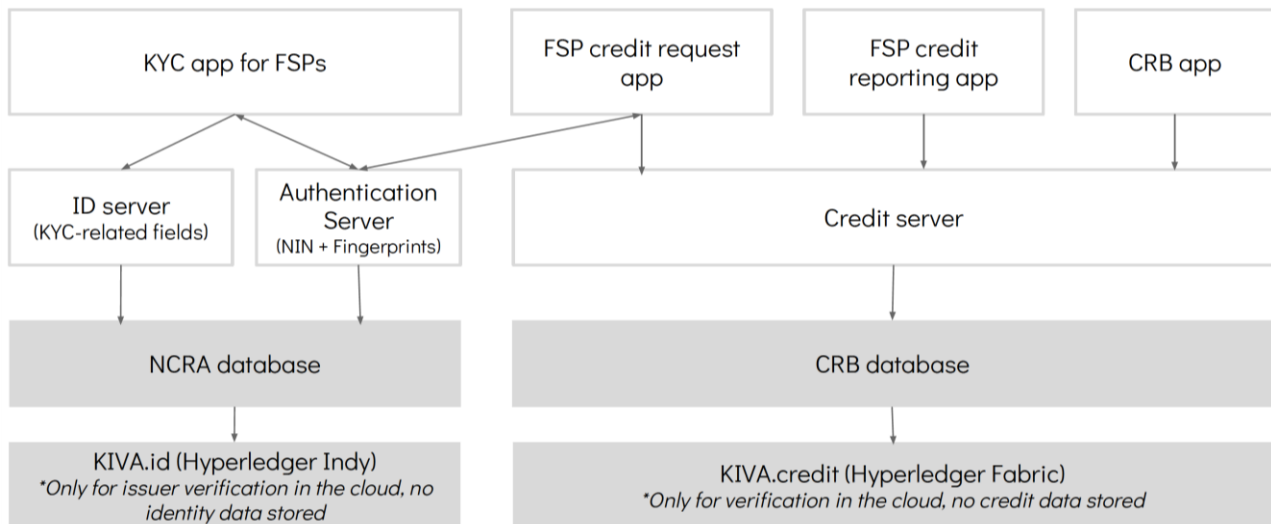 KYC app for FSPs
FSP credit request
app
FSP credit
reporting app
CRB app
ID server
(KYC-related fields)
Authentication
Server
(NIN + Fingerprints)
Credit server
NCRA database
CRB database
KIVA.id (Hyperledger Indy)
*Only for issuer verification in the cloud, no
identity data stored
KIVA.credit (Hyperledger Fabric)
*Only for verification in the cloud, no credit data stored